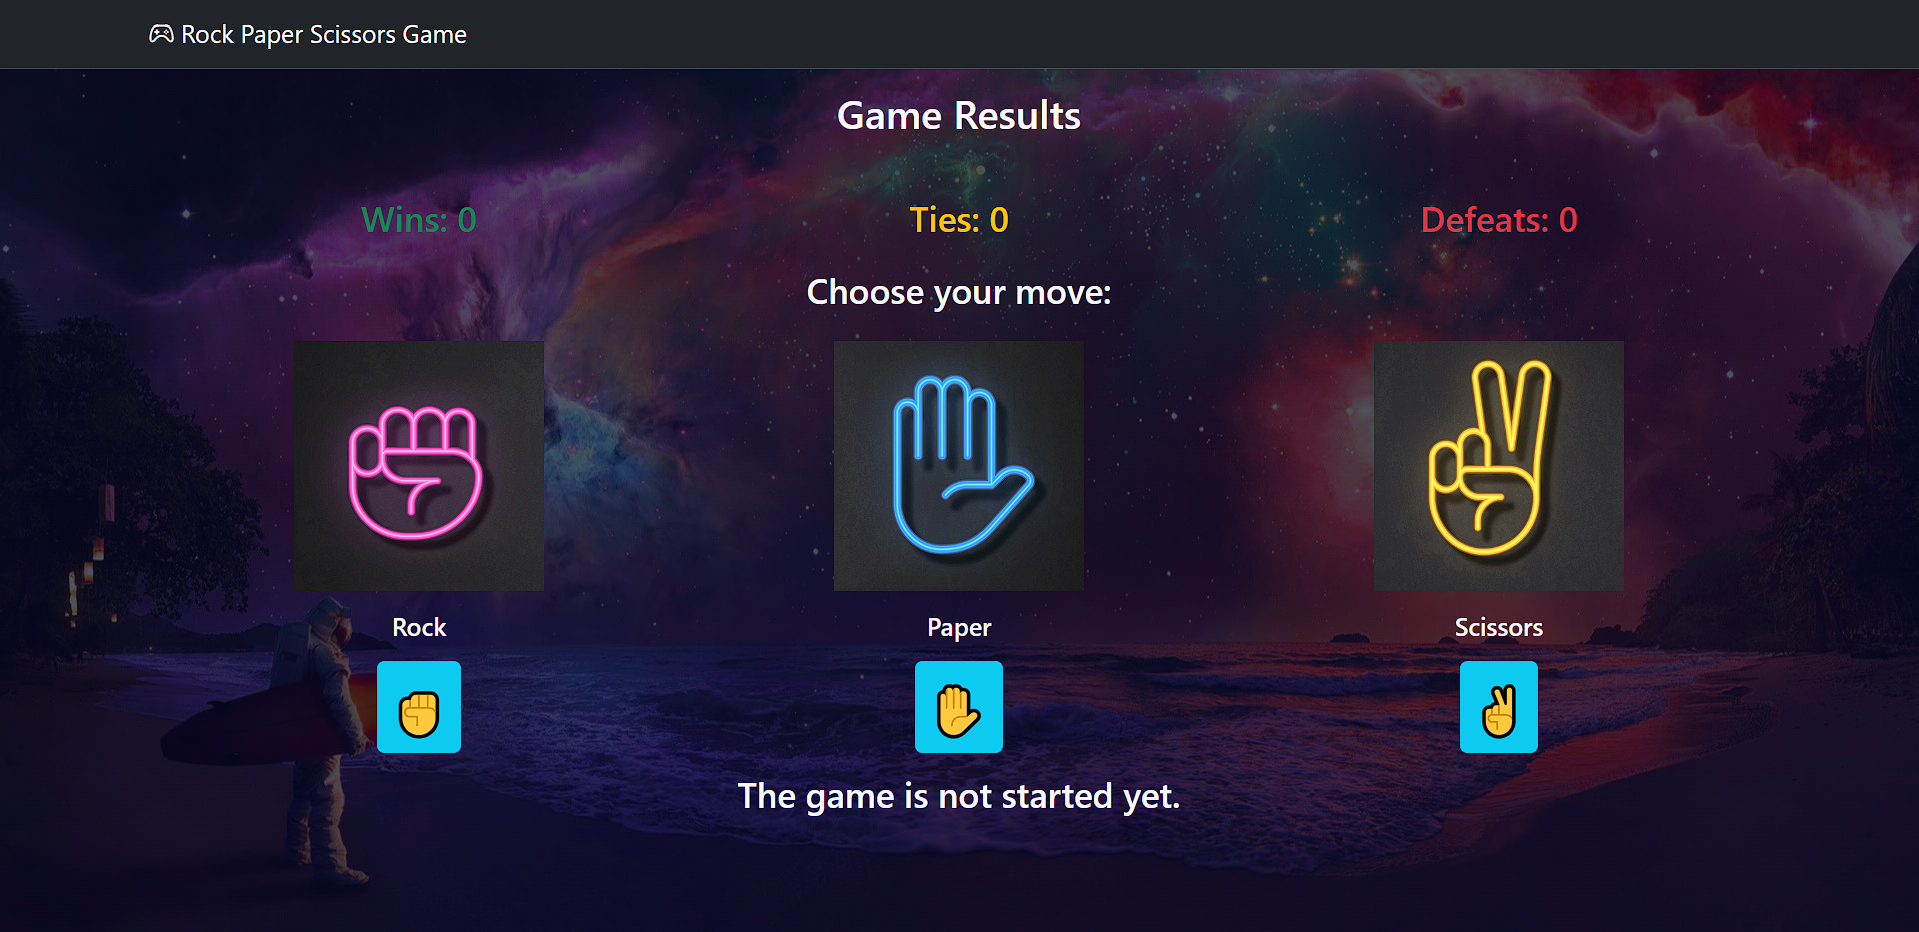 Rock Paper Scissors Game
Game Results
Wins: 0
Ties: 0
Defeats: 0
Choose your move:
Rock
Paper
Scissors
The game is not started yet.